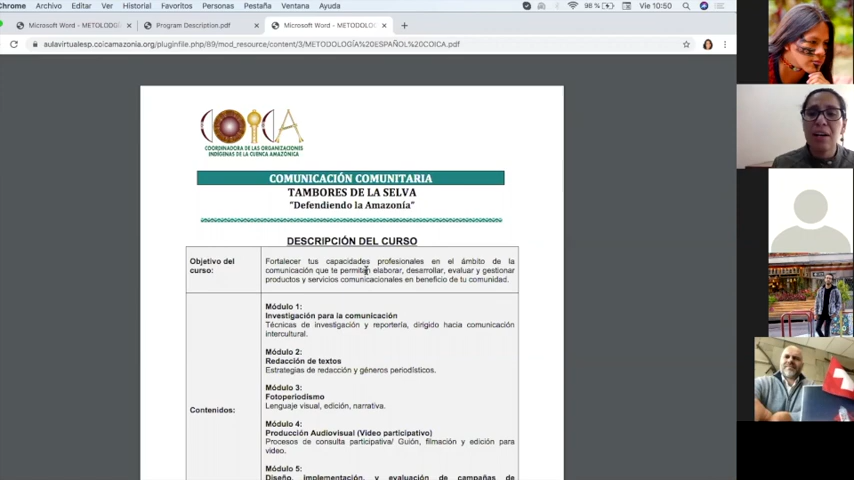 Chrome Archivo Editar Ver Historial Favoritos Personas Pestaña Ventana Ayuda 98 % Vie 10:50
Microsoft Word - METODOLOGÍA Program Description.pdf Microsoft Word - METODOLO
aulavirtualesp.coicamazonia.org/pluginfile.php/89/mod_resource/content/3/METODOLOGÍA%20ESPAÑOL%20COICA.pdf
COICA
COORDINADORA DE LAS ORGANIZACIONES
INDÍGENAS DE LA CUENCA AMAZÓNICA
COMUNICACIÓN COMUNITARIA
TAMBORES DE LA SELVA
“Defendiendo la Amazonía”
DESCRIPCIÓN DEL CURSO
Objetivo del
curso:
Fortalecer tus capacidades profesionales en el ámbito de la
comunicación que te permitan elaborar, desarrollar, evaluar y gestionar
productos y servicios comunicacionales en beneficio de tu comunidad.
Contenidos:
Módulo 1:
Investigación para la comunicación
Técnicas de investigación y reportería, dirigido hacia comunicación
intercultural.
Módulo 2:
Redacción de textos
Estrategias de redacción y géneros periodísticos.
Módulo 3:
Fotoperiodismo
Lenguaje visual, edición, narrativa.
Módulo 4:
Producción Audiovisual (Video participativo)
Procesos de consulta participativa/ Guión, filmación y edición para
video.
Módulo 5:
Diseño, implementación, y evaluación de campañas de